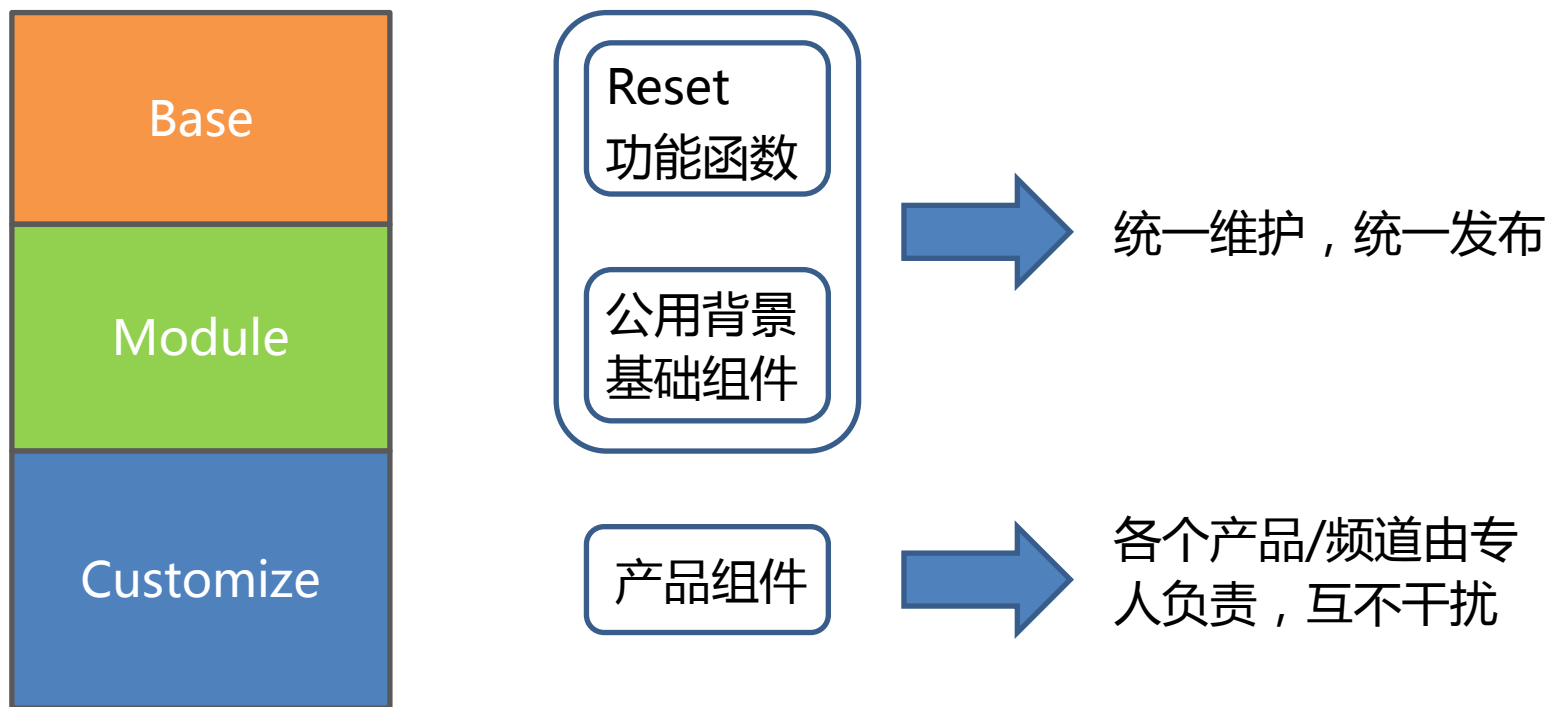 Base
Module
Customize
Reset
功能函数
公用背景
基础组件
产品组件
统一维护，统一发布
各个产品/频道由专
人负责，互不干扰